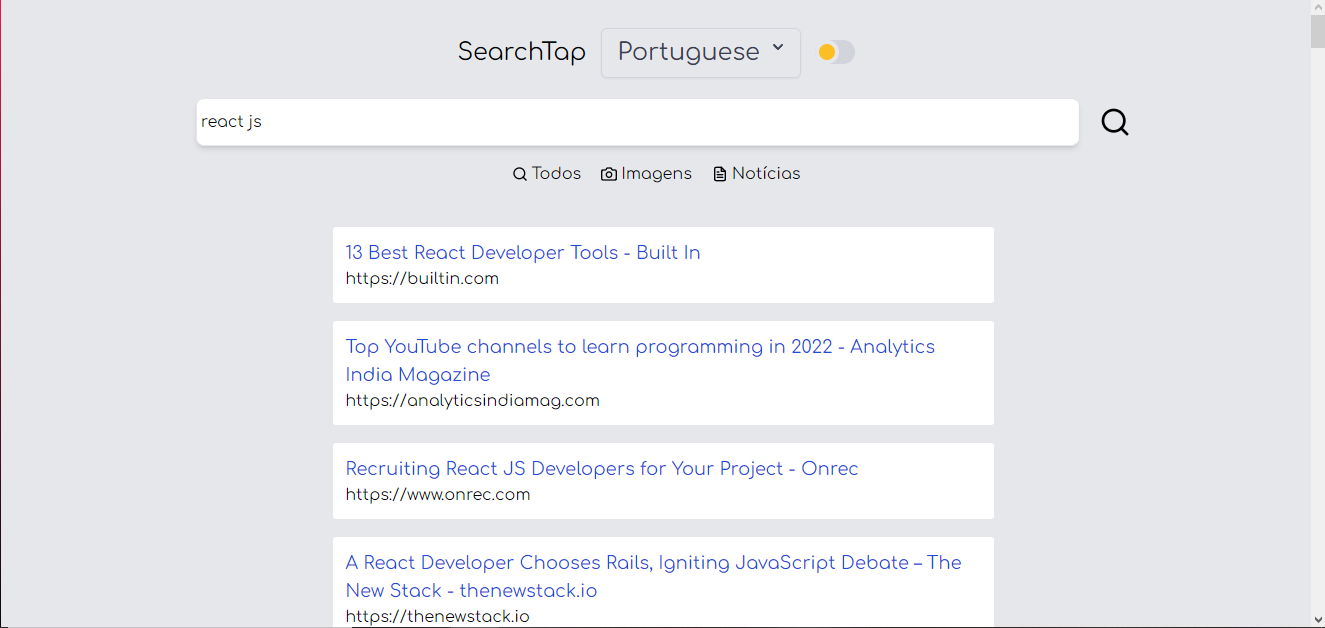 SearchTap Portuguese
react js
Todos Imagens Notícias
13 Best React Developer Tools - Built In
https://builtin.com
Top YouTube channels to learn programming in 2022 - Analytics
India Magazine
https://analyticsindiamag.com
Recruiting React JS Developers for Your Project - Onrec
https://www.onrec.com
A React Developer Chooses Rails, Igniting JavaScript Debate – The
New Stack - thenewstack.io
https://thenewstack.io